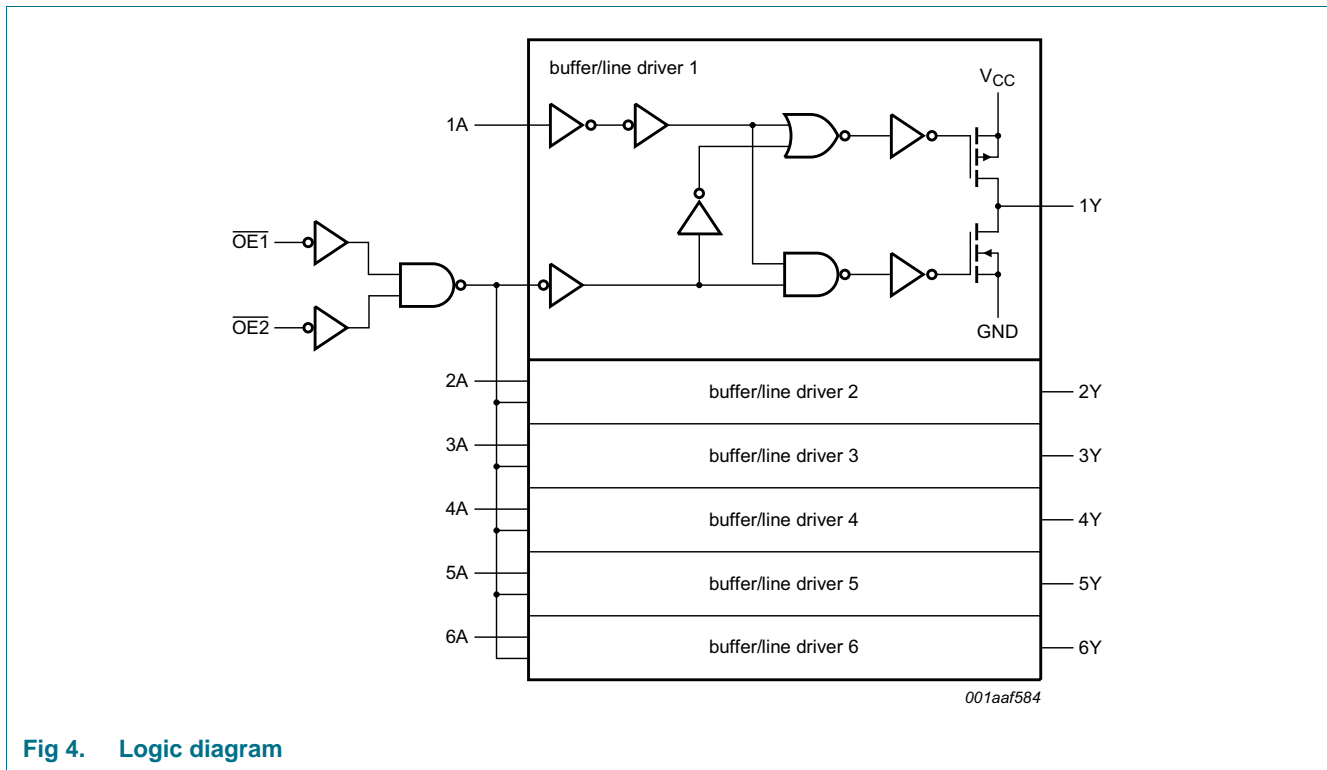 buffer/line driver 1
VCC
1A
1Y
OE1
OE2
GND
2A
buffer/line driver 2
2Y
3A
buffer/line driver 3
3Y
4A
buffer/line driver 4
4Y
5A
buffer/line driver 5
5Y
6A
buffer/line driver 6
6Y
001aaf584
Fig 4. Logic diagram